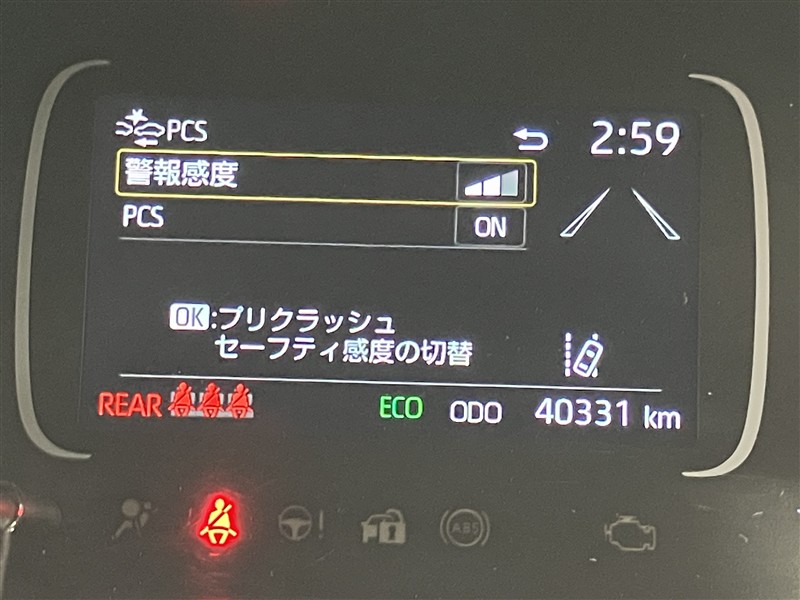 PCS
2:59
警報感度
PCS ON
OK:プリクラッシュ
セーフティ感度の切替
REAR ECO ODO 40331 km
ABS